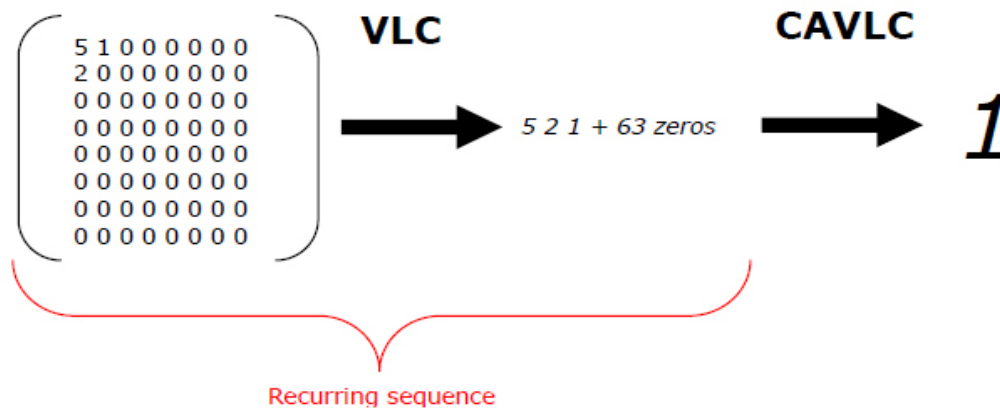 VLC
CAVLC
5 1 0 0 0 0 0 0
2 0 0 0 0 0 0 0
0 0 0 0 0 0 0 0
0 0 0 0 0 0 0 0
0 0 0 0 0 0 0 0
0 0 0 0 0 0 0 0
0 0 0 0 0 0 0 0
0 0 0 0 0 0 0 0
5 2 1 + 63 zeros
1
Recurring sequence